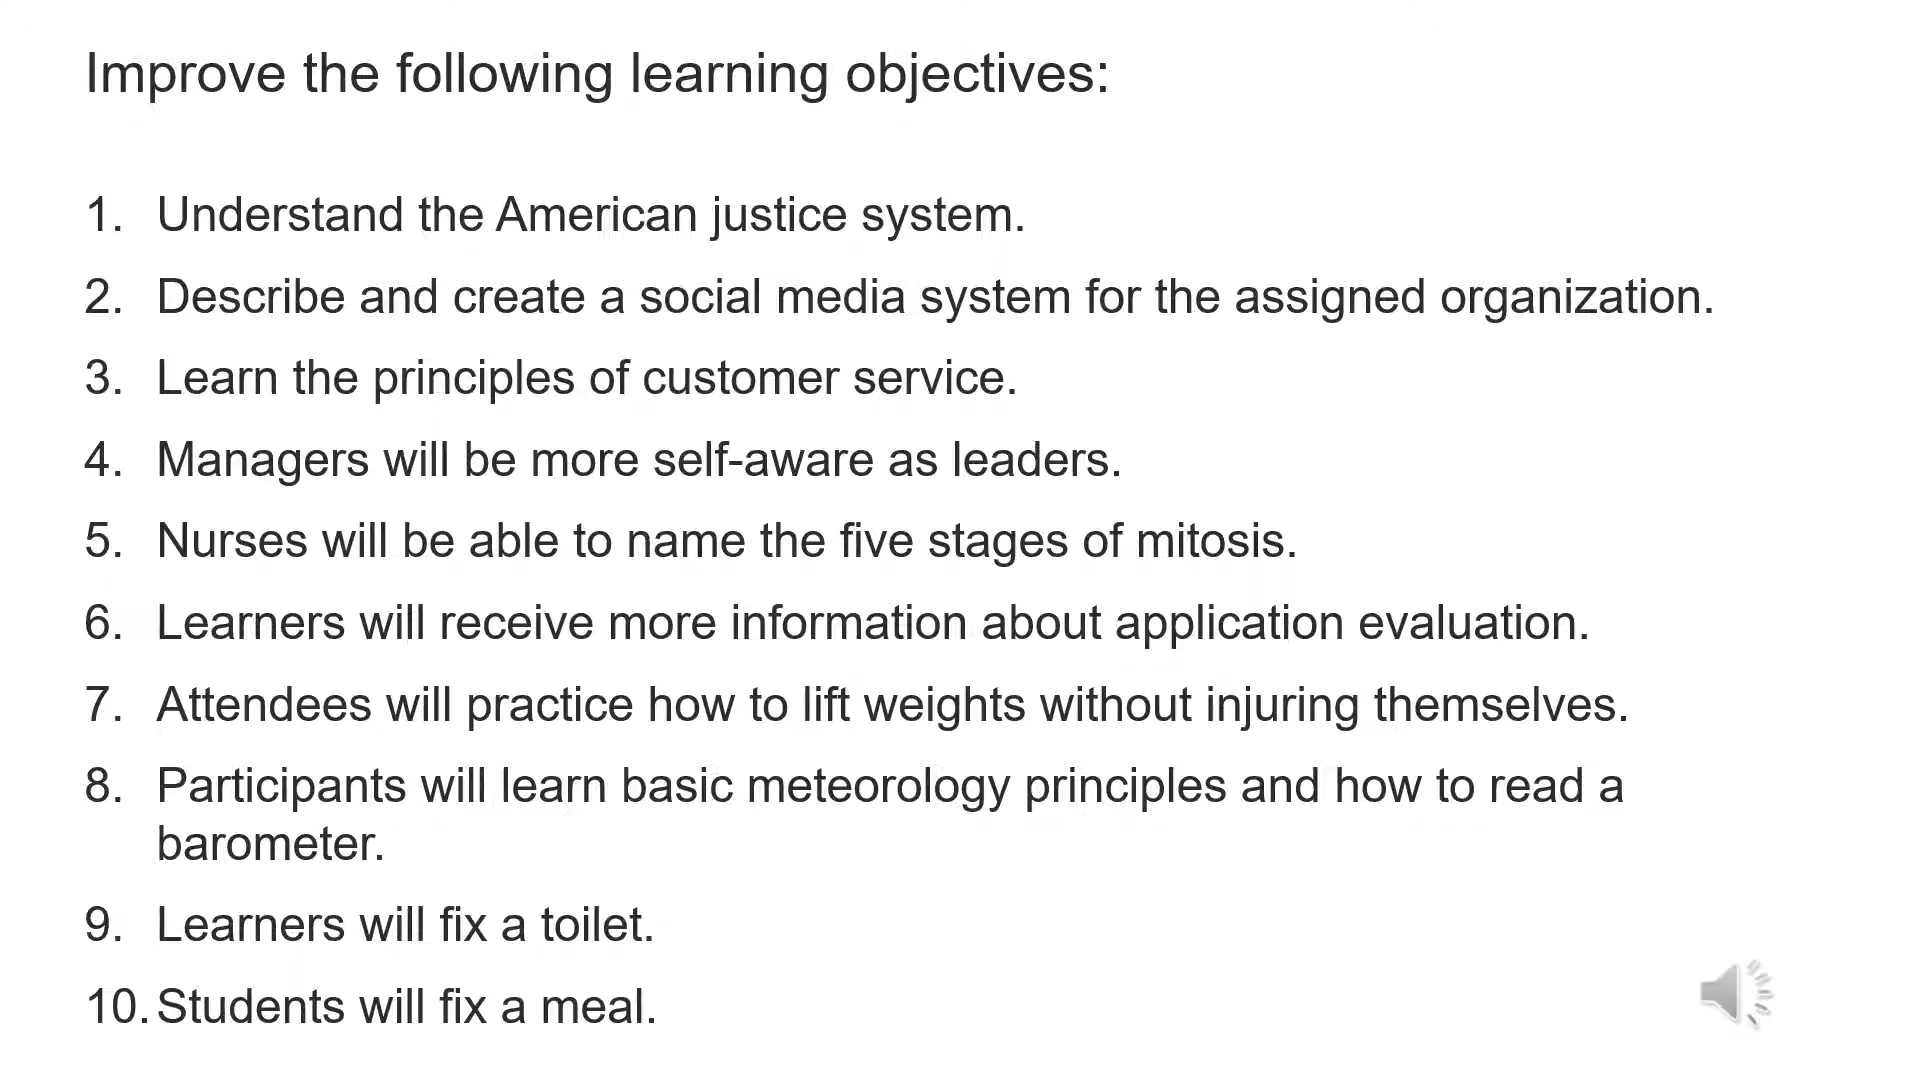 Improve the following learning objectives:
1. Understand the American justice system.
2. Describe and create a social media system for the assigned organization.
3. Learn the principles of customer service.
4. Managers will be more self-aware as leaders.
5. Nurses will be able to name the five stages of mitosis.
6. Learners will receive more information about application evaluation.
7. Attendees will practice how to lift weights without injuring themselves.
8. Participants will learn basic meteorology principles and how to read a
barometer.
9. Learners will fix a toilet.
10. Students will fix a meal.